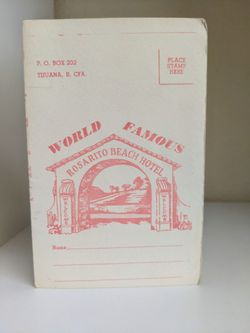 P. O. BOX 202
TIJUANA, B. CFA.
PLACE
STAMP
HERE
WORLD FAMOUS
ROSARITO BEACH HOTEL
Name